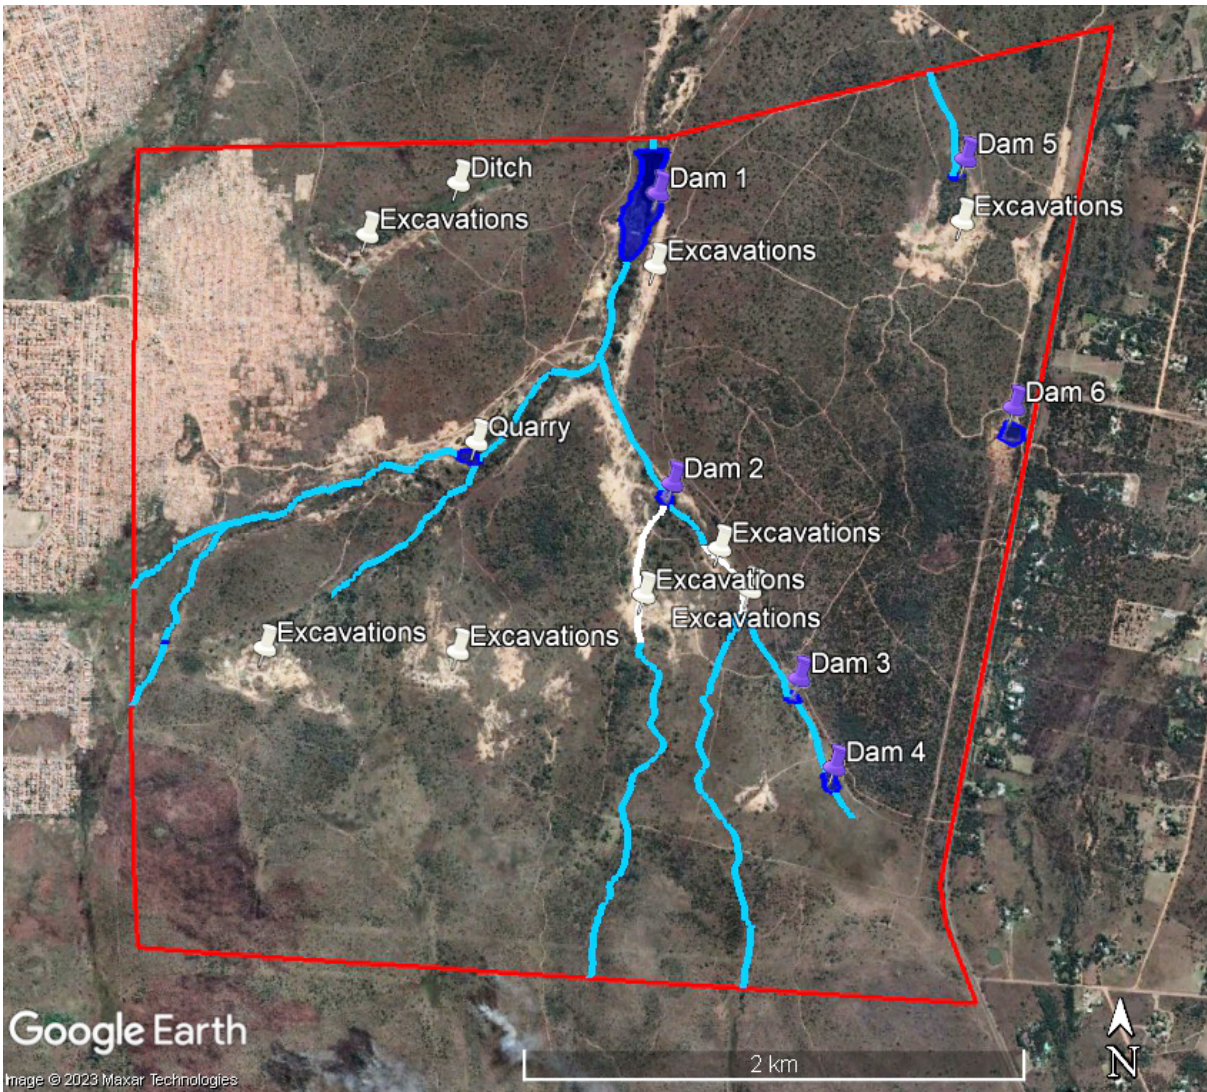 Ditch
Dam 5
Dam 1
Excavations
Excavations
Excavations
Dam 6
Quarry
Dam 2
Excavations
Excavations
Excavations
Excavations
Excavations
Dam 3
Dam 4
Google Earth
2 km
N
mage © 2023 Maxar Technologies